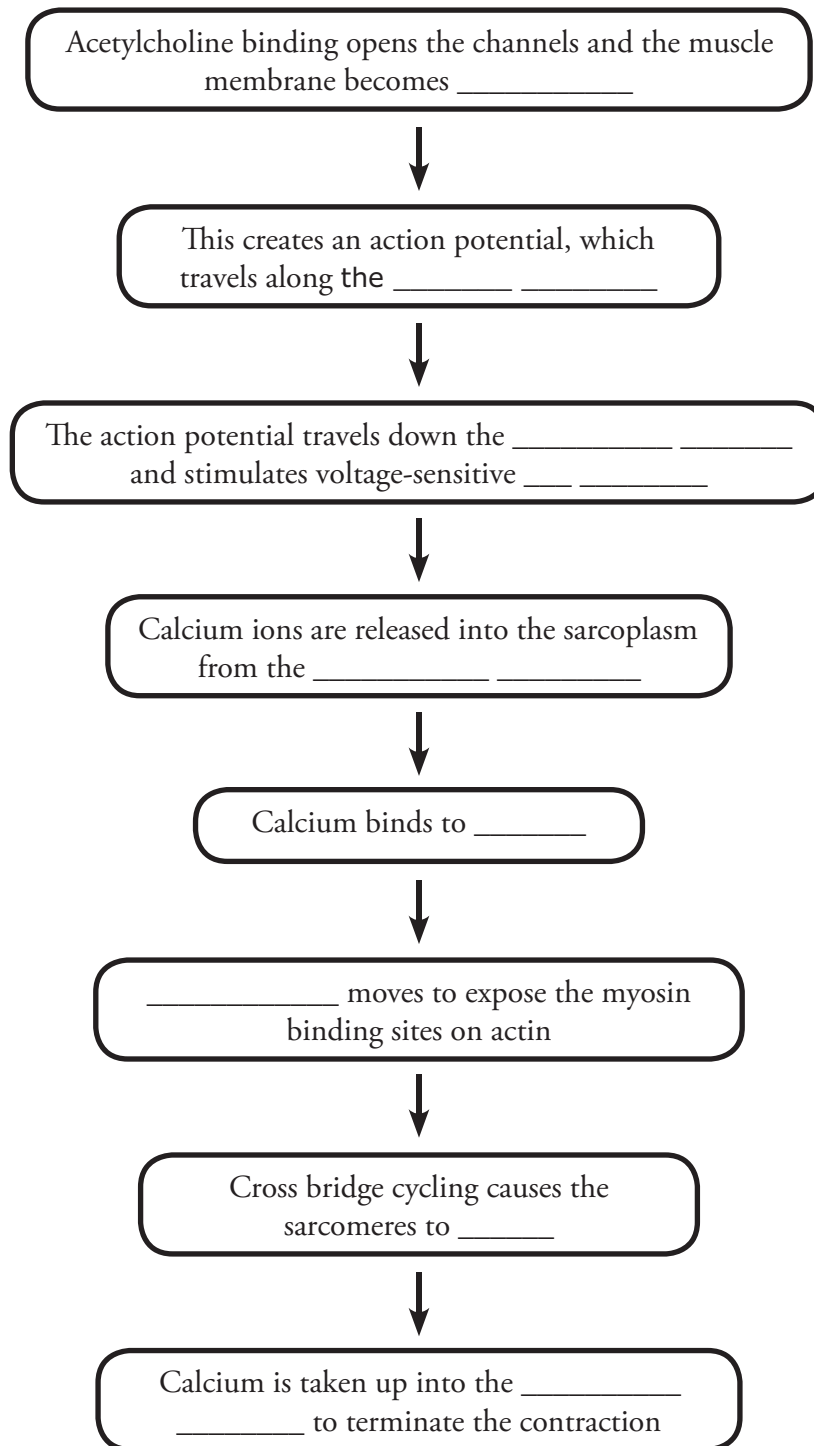 Acetylcholine binding opens the channels and the muscle
membrane becomes ___________
This creates an action potential, which
travels along the _______ ________
The action potential travels down the ___________ _______
and stimulates voltage-sensitive ___ ________
Calcium ions are released into the sarcoplasm
from the ___________ _________
Calcium binds to _______
____________ moves to expose the myosin
binding sites on actin
Cross bridge cycling causes the
sarcomeres to ______
Calcium is taken up into the __________
________ to terminate the contraction